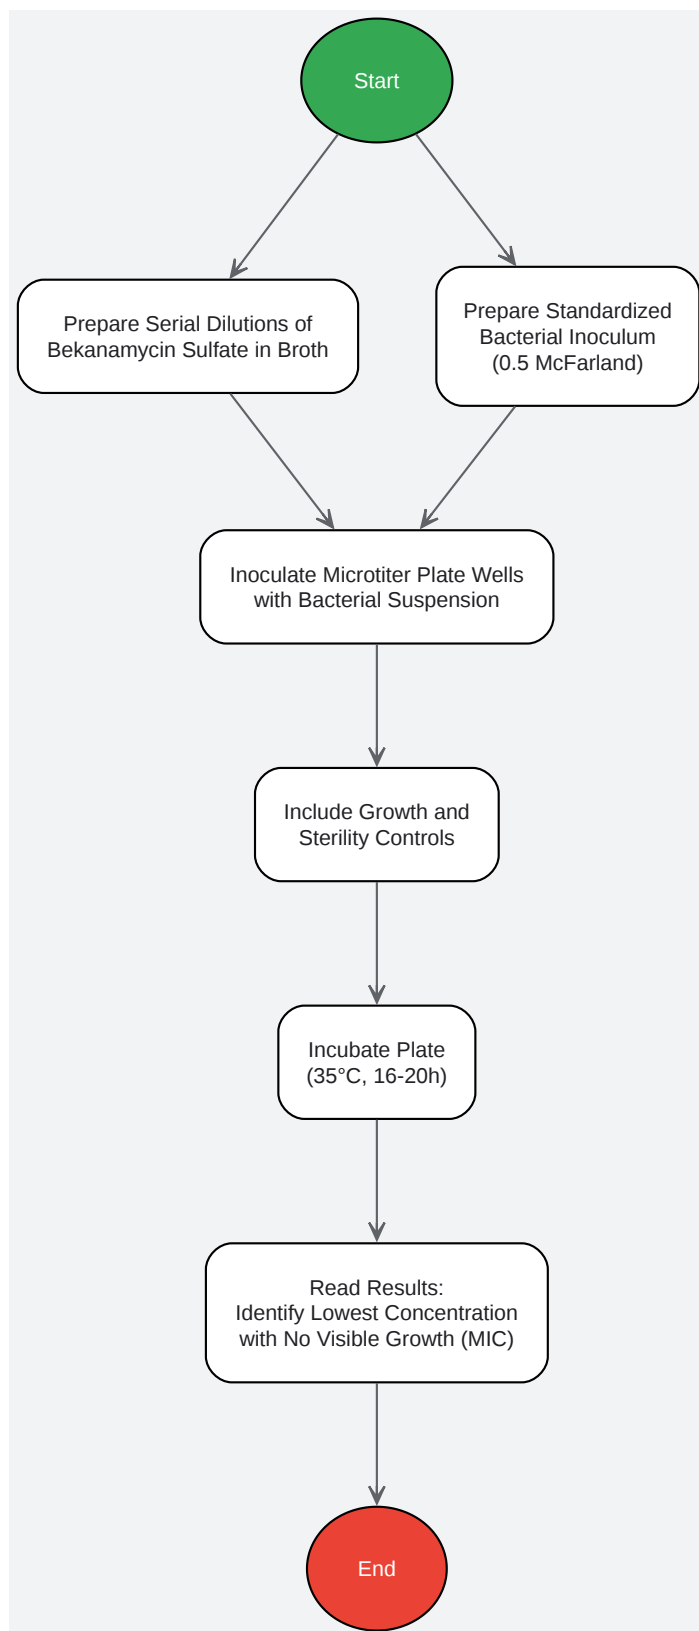 Start
Prepare Serial Dilutions of
Bekanamycin Sulfate in Broth
Prepare Standardized
Bacterial Inoculum
(0.5 McFarland)
Inoculate Microtiter Plate Wells
with Bacterial Suspension
Include Growth and
Sterility Controls
Incubate Plate
(35°C, 16-20h)
Read Results:
Identify Lowest Concentration
with No Visible Growth (MIC)
End